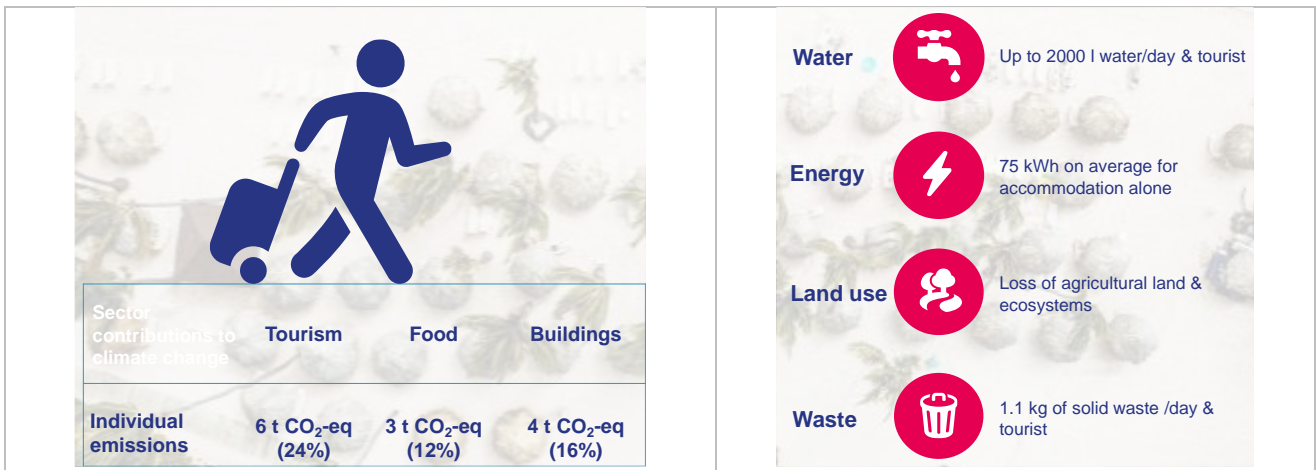 Sector
contributions to
climate change
Tourism
Food
Buildings
Individual
emissions
6 t CO₂-eq
(24%)
3 t CO₂-eq
(12%)
4 t CO₂-eq
(16%)
Water
Up to 2000 l water/day & tourist
Energy
75 kWh on average for
accommodation alone
Land use
Loss of agricultural land &
ecosystems
Waste
1.1 kg of solid waste /day &
tourist